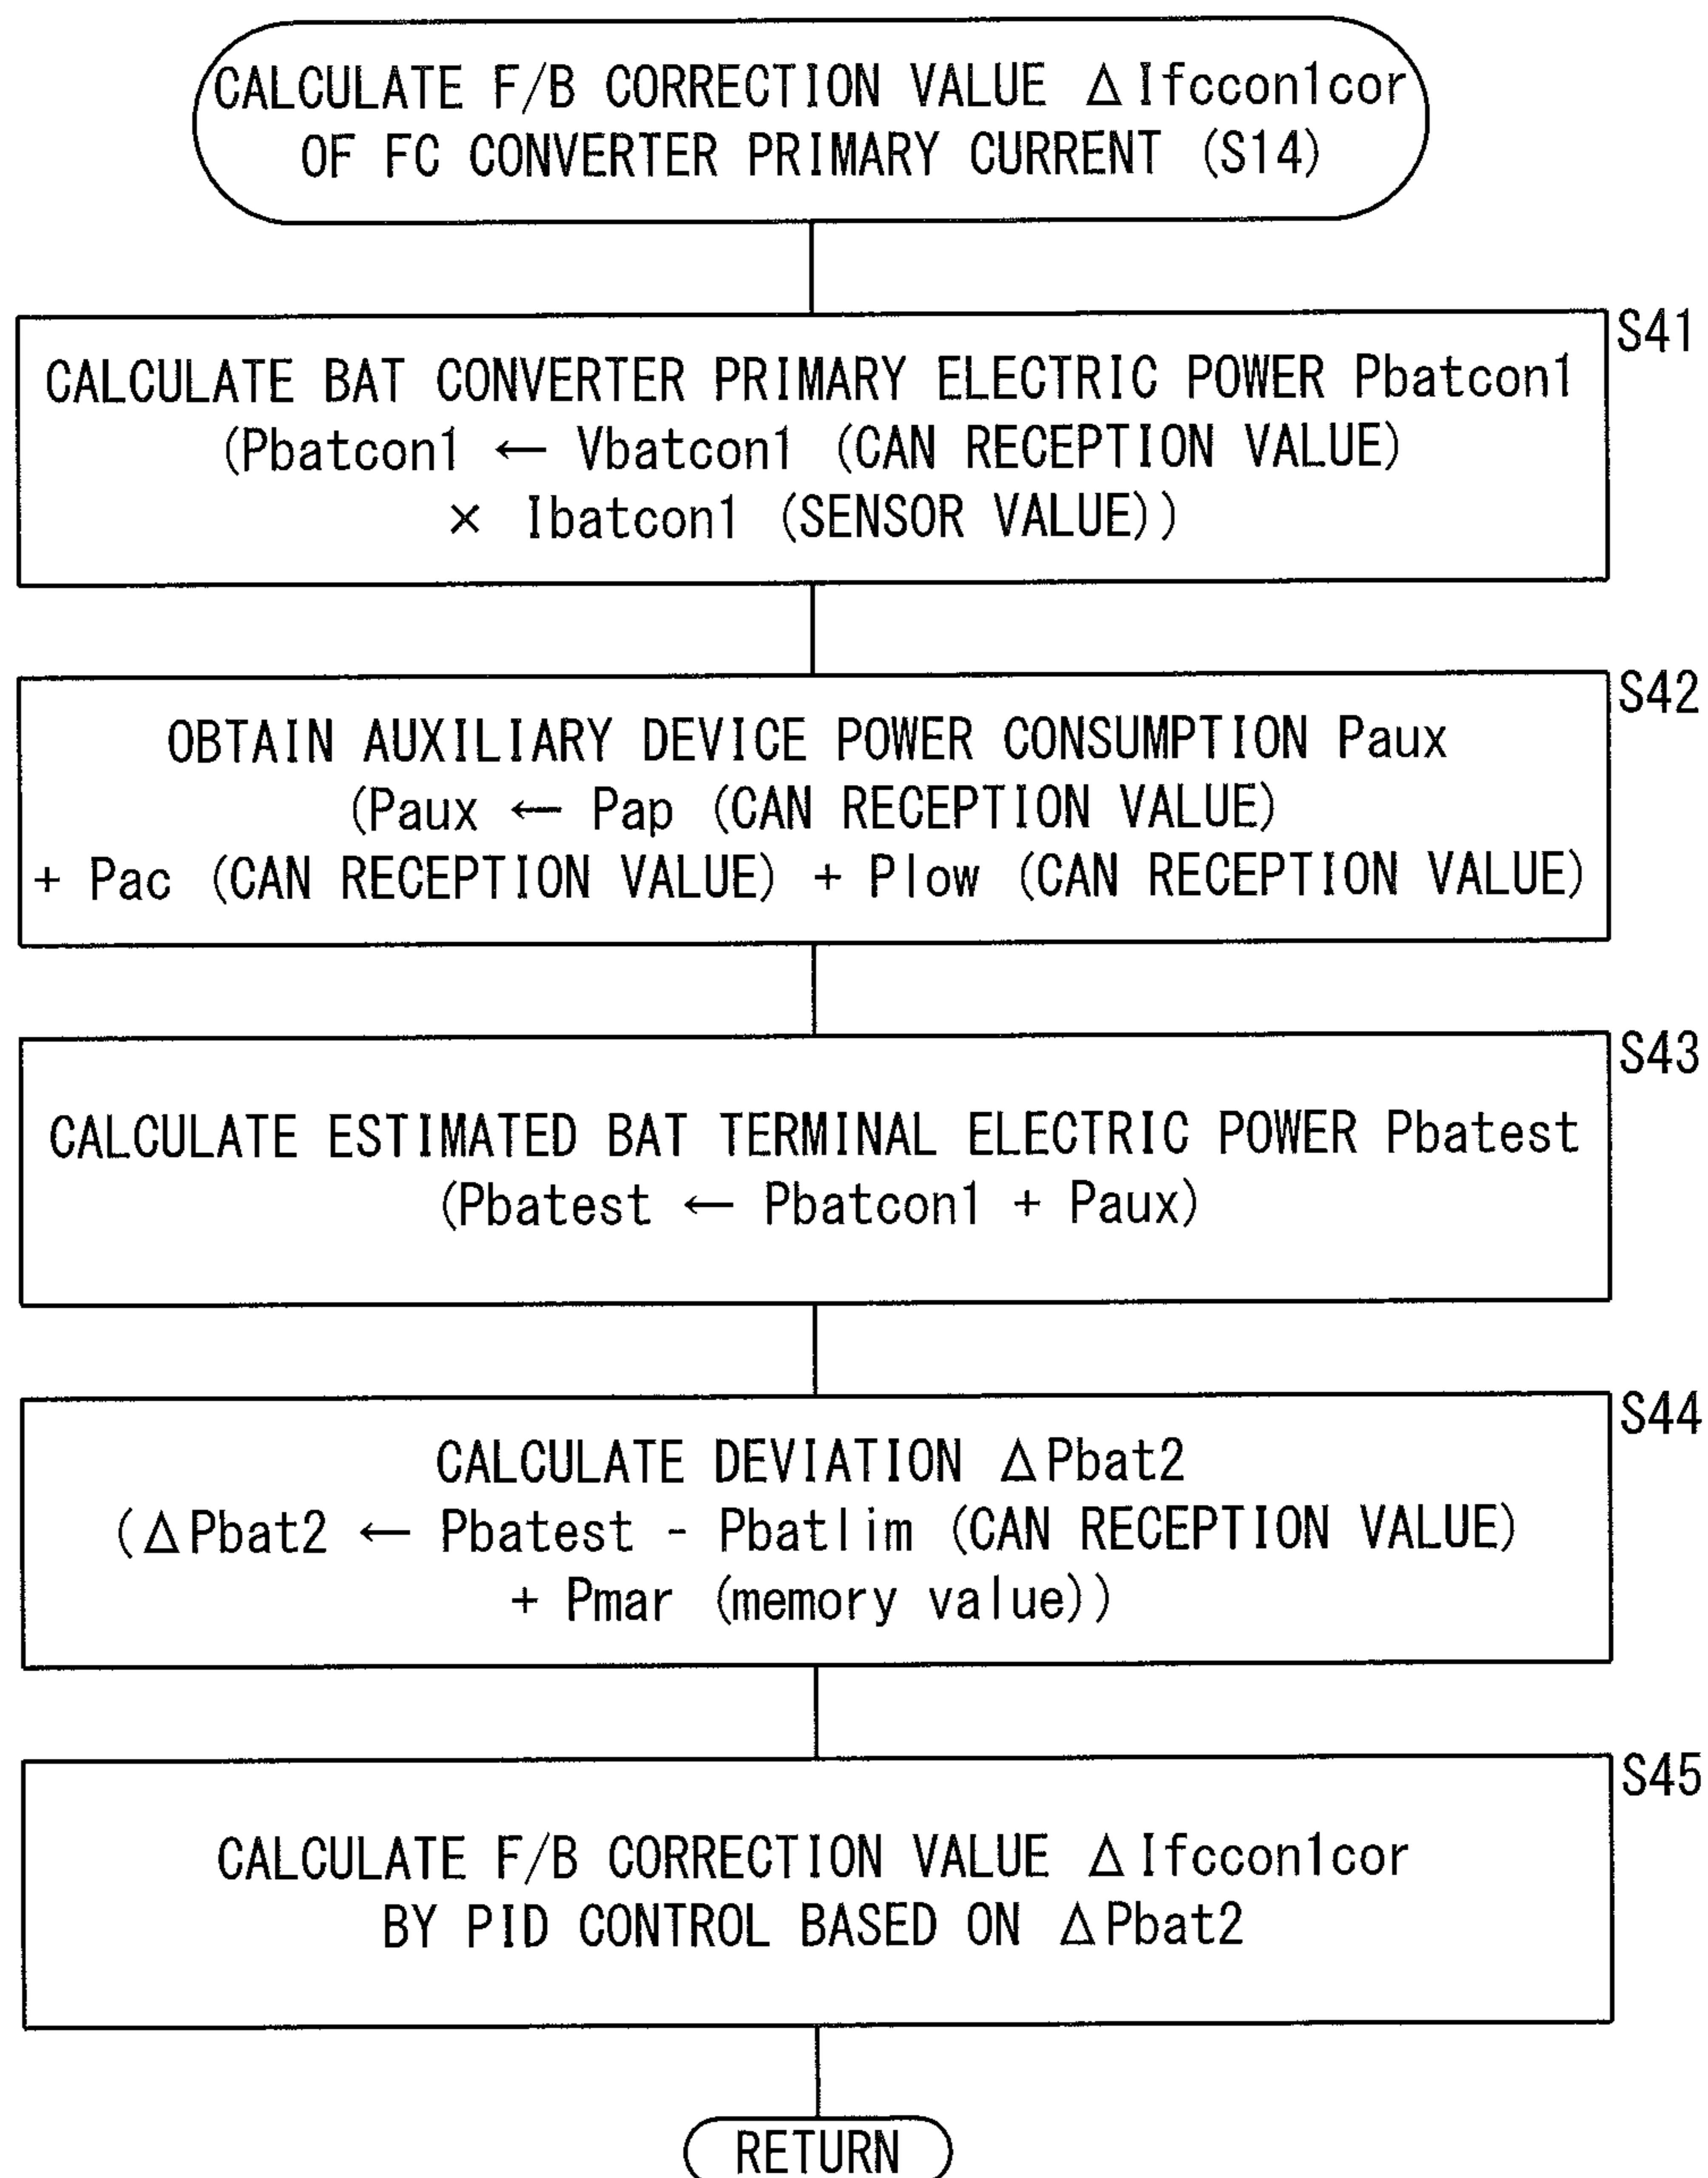 CALCULATE F/B CORRECTION VALUE ΔIfccon1cor
OF FC CONVERTER PRIMARY CURRENT (S14)
S41
CALCULATE BAT CONVERTER PRIMARY ELECTRIC POWER Pbatcon1
(Pbatcon1 ← Vbatcon1 (CAN RECEPTION VALUE)
× Ibatcon1 (SENSOR VALUE))
S42
OBTAIN AUXILIARY DEVICE POWER CONSUMPTION Paux
(Paux ← Pap (CAN RECEPTION VALUE)
+ Pac (CAN RECEPTION VALUE) + Plow (CAN RECEPTION VALUE)
S43
CALCULATE ESTIMATED BAT TERMINAL ELECTRIC POWER Pbatest
(Pbatest ← Pbatcon1 + Paux)
S44
CALCULATE DEVIATION ΔPbat2
(ΔPbat2 ← Pbatest - Pbatlim (CAN RECEPTION VALUE)
+ Pmar (memory value))
S45
CALCULATE F/B CORRECTION VALUE ΔIfccon1cor
BY PID CONTROL BASED ON ΔPbat2
RETURN